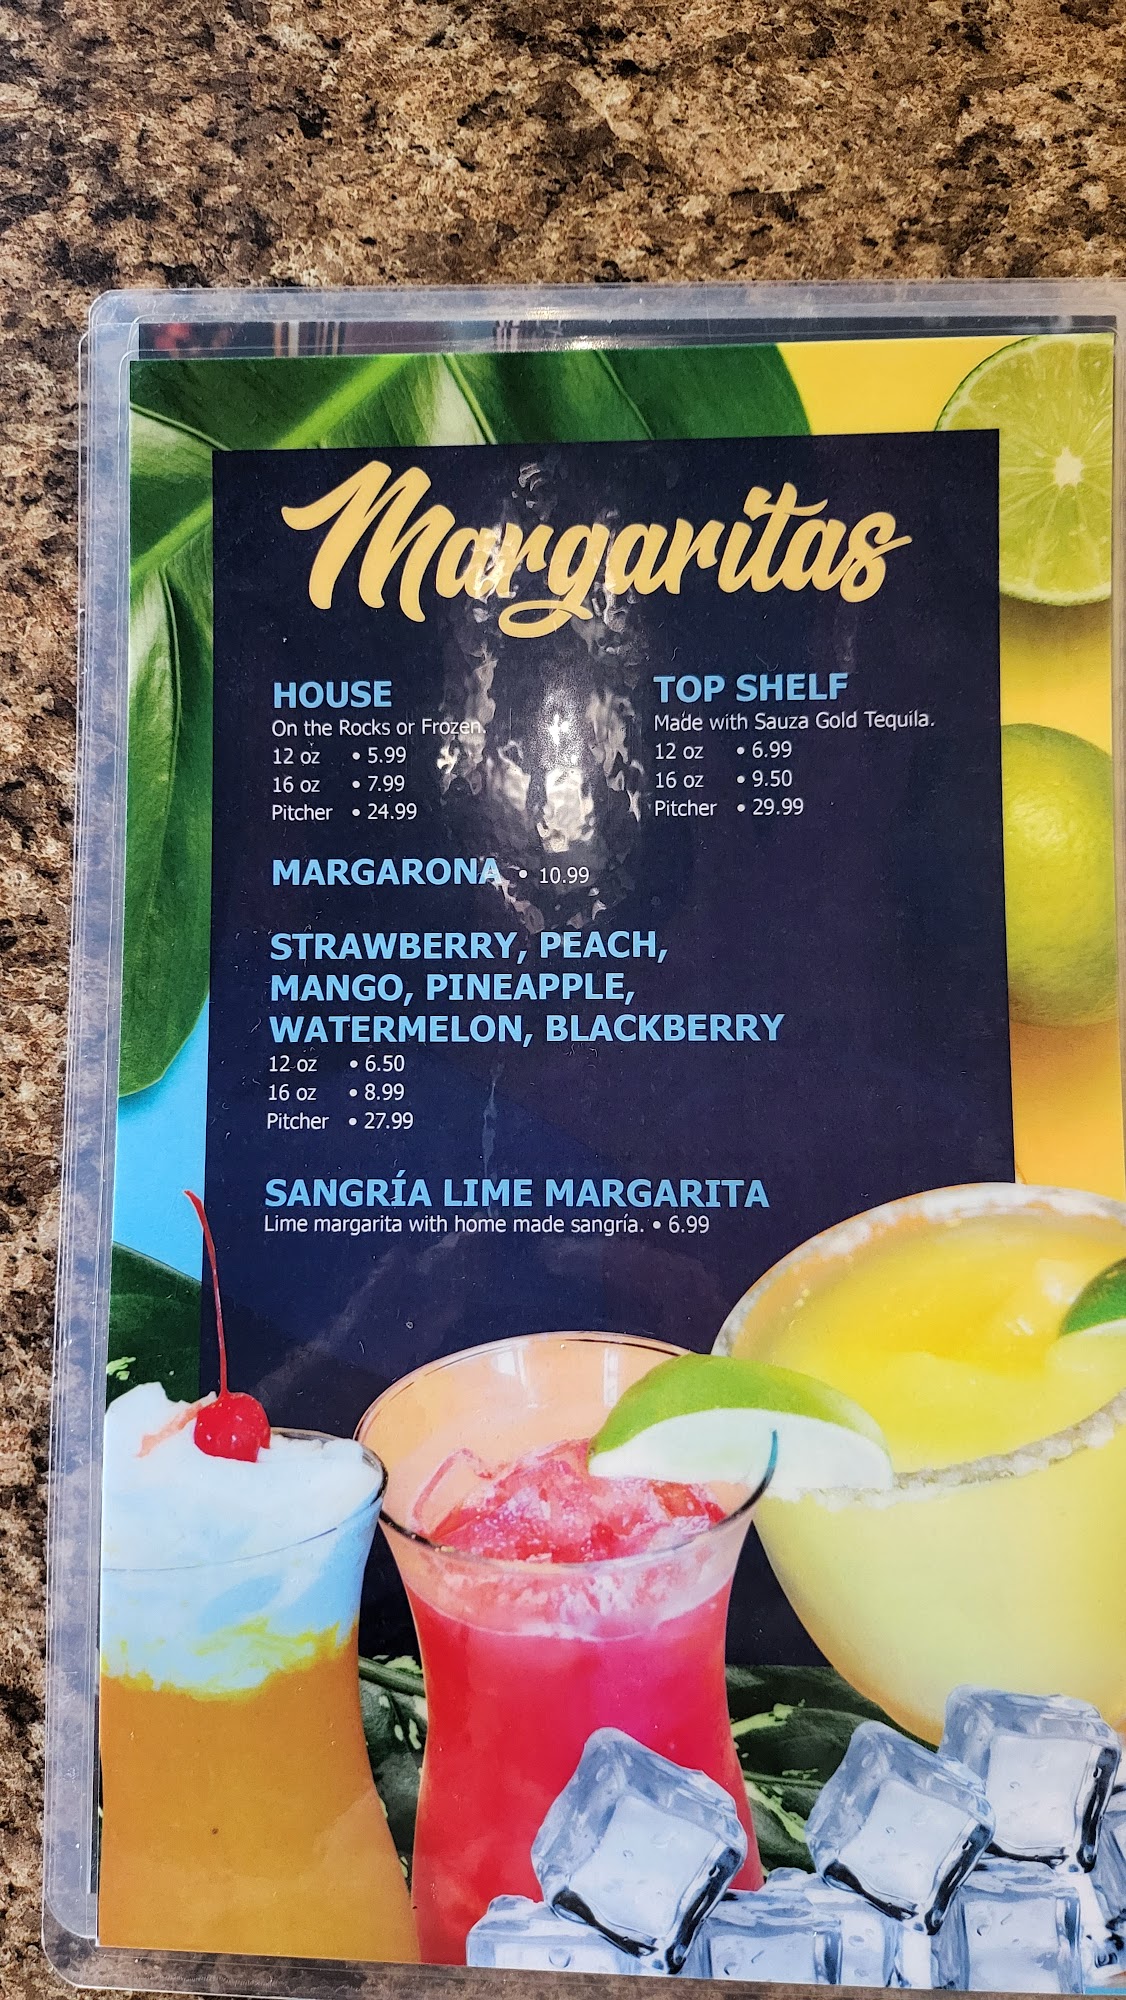 Margaritas
HOUSE
On the Rocks or Frozen.
12 oz • 5.99
16 oz • 7.99
Pitcher • 24.99
TOP SHELF
Made with Sauza Gold Tequila.
12 oz • 6.99
16 oz • 9.50
Pitcher • 29.99
MARGARONA • 10.99
STRAWBERRY, PEACH,
MANGO, PINEAPPLE,
WATERMELON, BLACKBERRY
12 oz • 6.50
16 oz • 8.99
Pitcher • 27.99
SANGRÍA LIME MARGARITA
Lime margarita with home made sangría. • 6.99